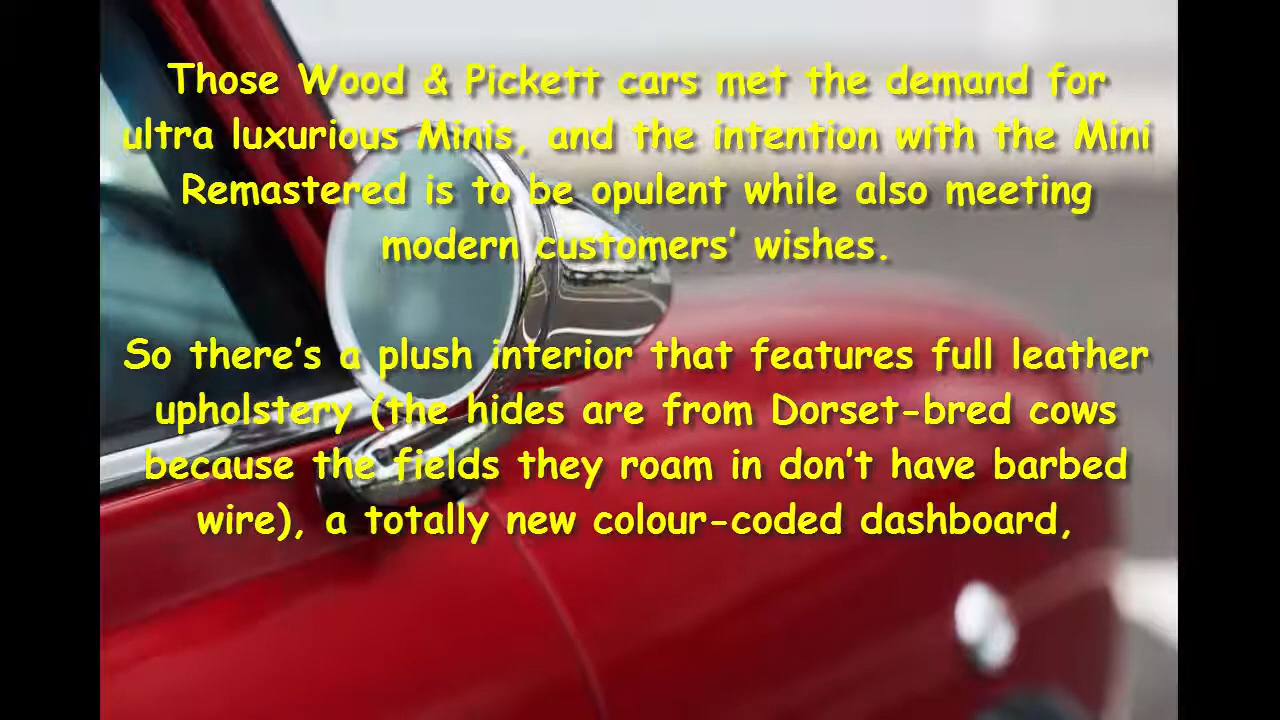 Those Wood & Pickett cars met the demand for
ultra luxurious Minis, and the intention with the Mini
Remastered is to be opulent while also meeting
modern customers’ wishes.
So there’s a plush interior that features full leather
upholstery (the hides are from Dorset-bred cows
because the fields they roam in don’t have barbed
wire), a totally new colour-coded dashboard,